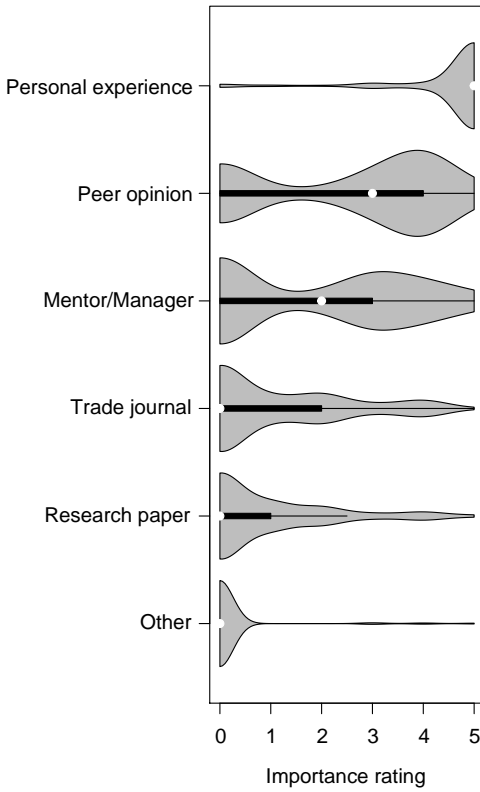 Personal experience
Peer opinion
Mentor/Manager
Trade journal
Research paper
Other
0 1 2 3 4 5
Importance rating